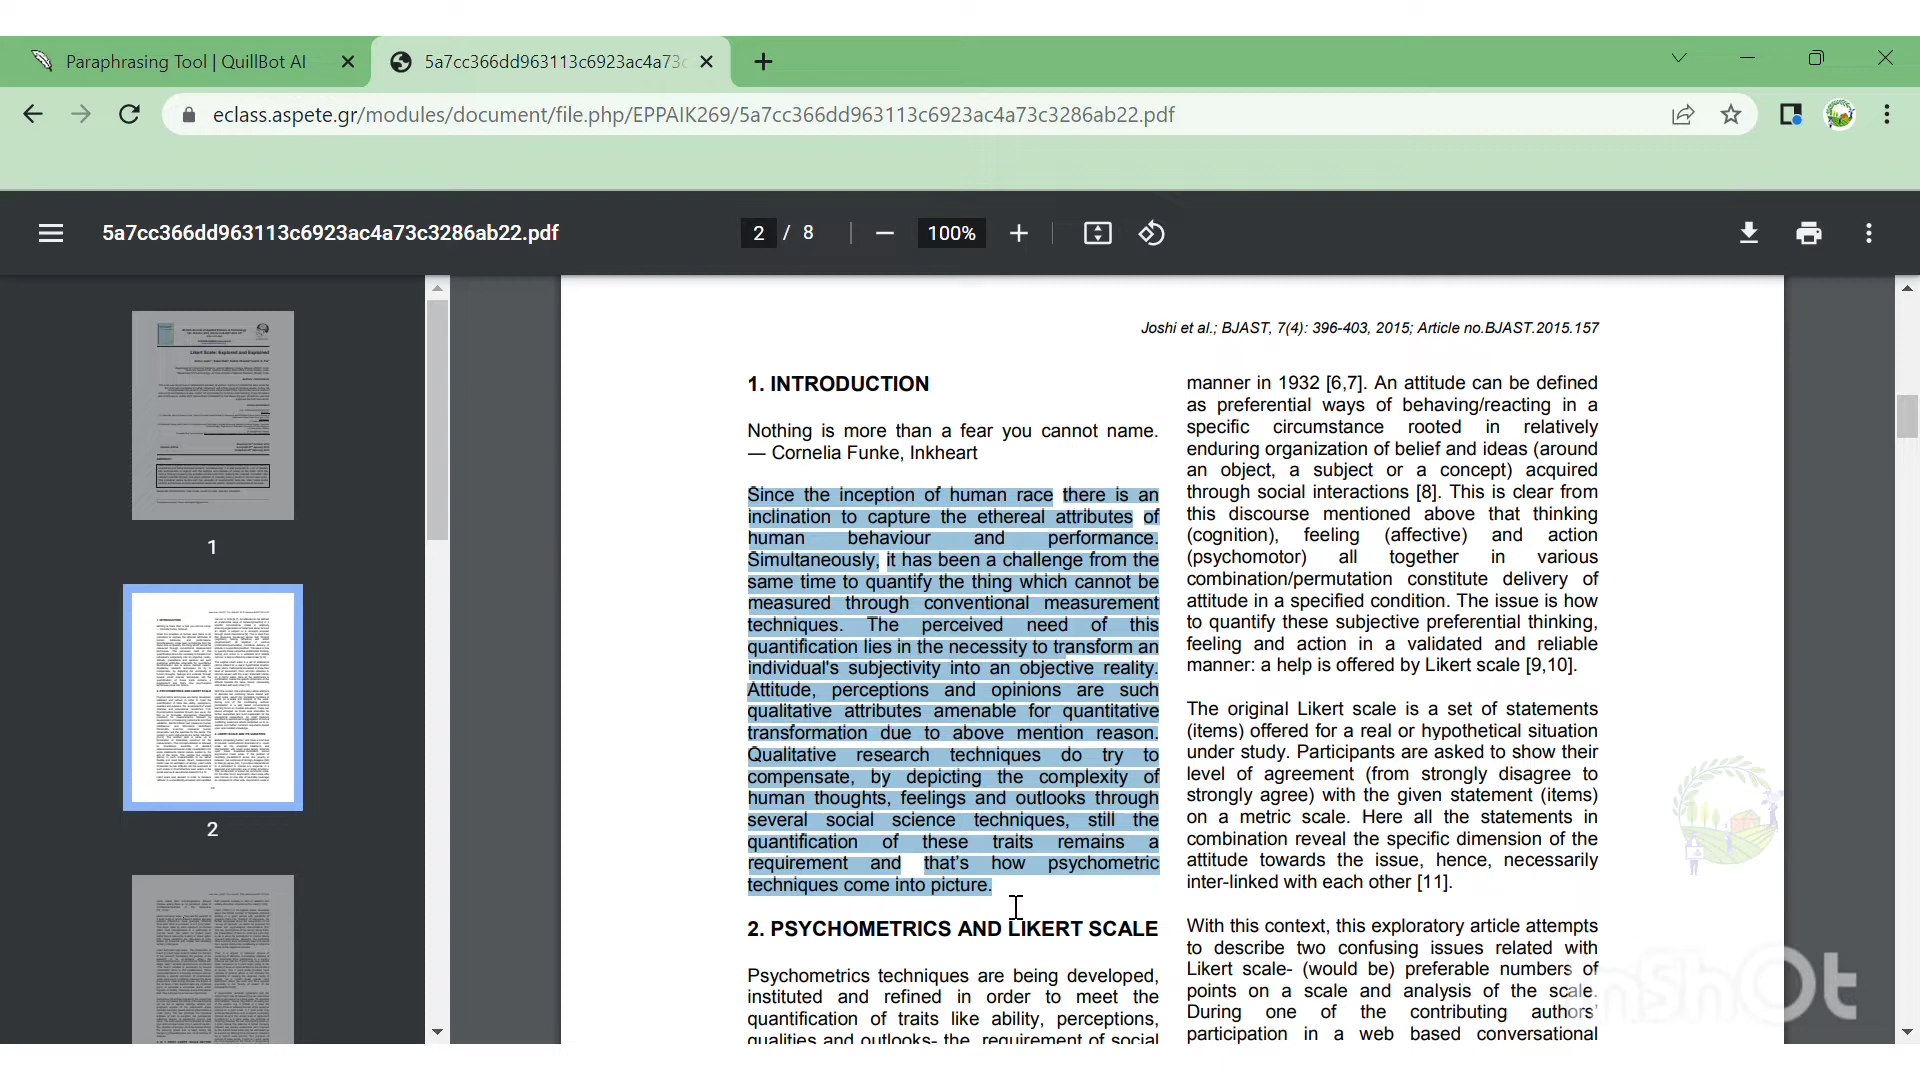 Paraphrasing Tool | QuillBot AI
5a7cc366dd963113c6923ac4a73c
eclass.aspete.gr/modules/document/file.php/EPPAIK269/5a7cc366dd963113c6923ac4a73c3286ab22.pdf
5a7cc366dd963113c6923ac4a73c3286ab22.pdf
2 / 8
100%
Likert Scale: Explored and Explained
1
2
Joshi et al.; BJAST, 7(4): 396-403, 2015; Article no.BJAST.2015.157
1. INTRODUCTION
Nothing is more than a fear you cannot name.
— Cornelia Funke, Inkheart
Since the inception of human race there is an
inclination to capture the ethereal attributes of
human behaviour and performance.
Simultaneously, it has been a challenge from the
same time to quantify the thing which cannot be
measured through conventional measurement
techniques. The perceived need of this
quantification lies in the necessity to transform an
individual's subjectivity into an objective reality.
Attitude, perceptions and opinions are such
qualitative attributes amenable for quantitative
transformation due to above mention reason.
Qualitative research techniques do try to
compensate, by depicting the complexity of
human thoughts, feelings and outlooks through
several social science techniques, still the
quantification of these traits remains a
requirement and that's how psychometric
techniques come into picture.
2. PSYCHOMETRICS AND LIKERT SCALE
Psychometrics techniques are being developed,
instituted and refined in order to meet the
quantification of traits like ability, perceptions,
qualities and outlooks- the requirement of social
manner in 1932 [6,7]. An attitude can be defined
as preferential ways of behaving/reacting in a
specific circumstance rooted in relatively
enduring organization of belief and ideas (around
an object, a subject or a concept) acquired
through social interactions [8]. This is clear from
this discourse mentioned above that thinking
(cognition), feeling (affective) and action
(psychomotor) all together in various
combination/permutation constitute delivery of
attitude in a specified condition. The issue is how
to quantify these subjective preferential thinking,
feeling and action in a validated and reliable
manner: a help is offered by Likert scale [9,10].
The original Likert scale is a set of statements
(items) offered for a real or hypothetical situation
under study. Participants are asked to show their
level of agreement (from strongly disagree to
strongly agree) with the given statement (items)
on a metric scale. Here all the statements in
combination reveal the specific dimension of the
attitude towards the issue, hence, necessarily
inter-linked with each other [11].
With this context, this exploratory article attempts
to describe two confusing issues related with
Likert scale- (would be) preferable numbers of
points on a scale and analysis of the scale.
During one of the contributing authors'
participation in a web based conversational